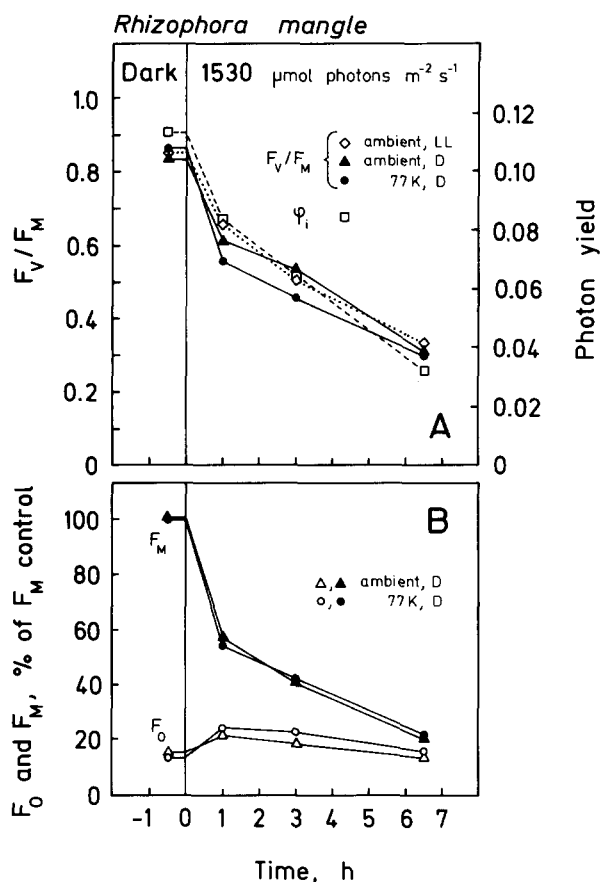 Rhizophora mangle
Dark 1530 μmol photons m⁻² s⁻¹
F_V/F_M
1.0
0.8
0.6
0.4
0.2
0
F_V/F_M
ambient, LL
ambient, D
77K, D
φ_i
0.12
0.10
0.08
0.06
0.04
0.02
0
Photon yield
A
F_O and F_M, % of F_M control
100
80
60
40
20
0
B
F_M
F_O
ambient, D
77K, D
-1 0 1 2 3 4 5 6 7
Time, h